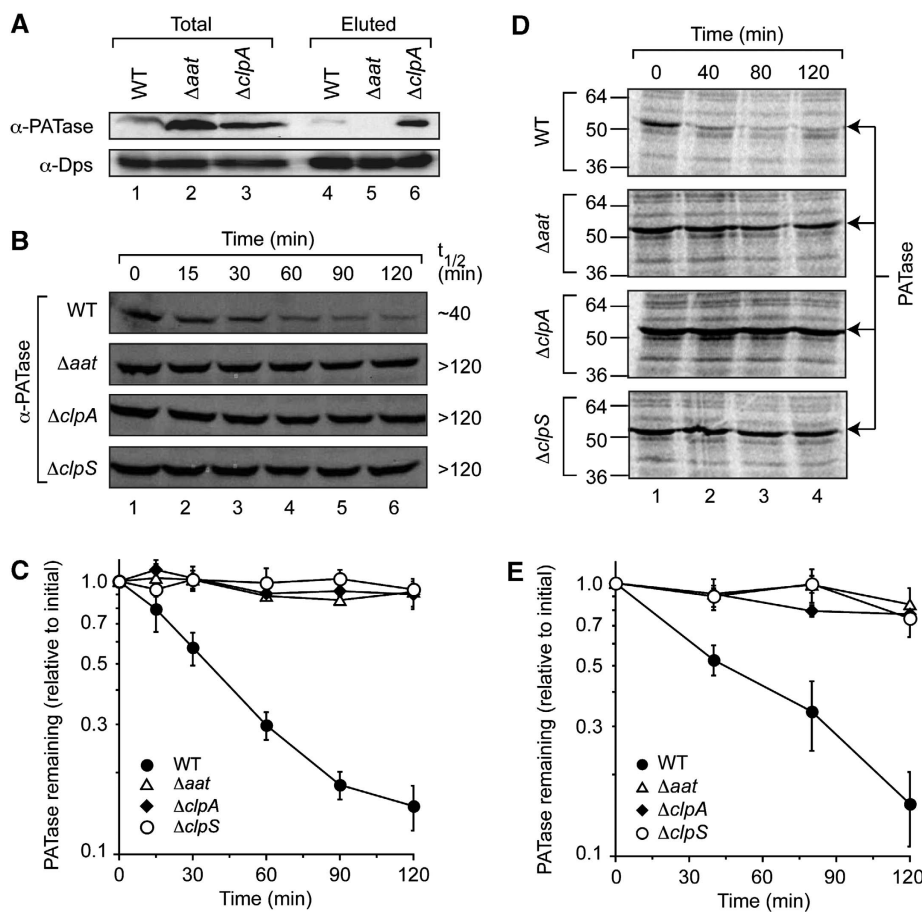 A
Total
Eluted
WT
Δaat
ΔclpA
WT
Δaat
ΔclpA
α-PATase
α-Dps
1 2 3 4 5 6
B
Time (min)
t1/2
(min)
0 15 30 60 90 120
α-PATase
WT
~40
Δaat
>120
ΔclpA
>120
ΔclpS
>120
1 2 3 4 5 6
C
PATase remaining (relative to initial)
1.0
0.7
0.5
0.3
0.1
WT
Δaat
ΔclpA
ΔclpS
0 30 60 90 120
Time (min)
D
Time (min)
0 40 80 120
WT
64
50
36
Δaat
64
50
36
ΔclpA
64
50
36
ΔclpS
64
50
36
PATase
1 2 3 4
E
PATase remaining (relative to initial)
1.0
0.7
0.5
0.3
0.1
WT
Δaat
ΔclpA
ΔclpS
0 30 60 90 120
Time (min)